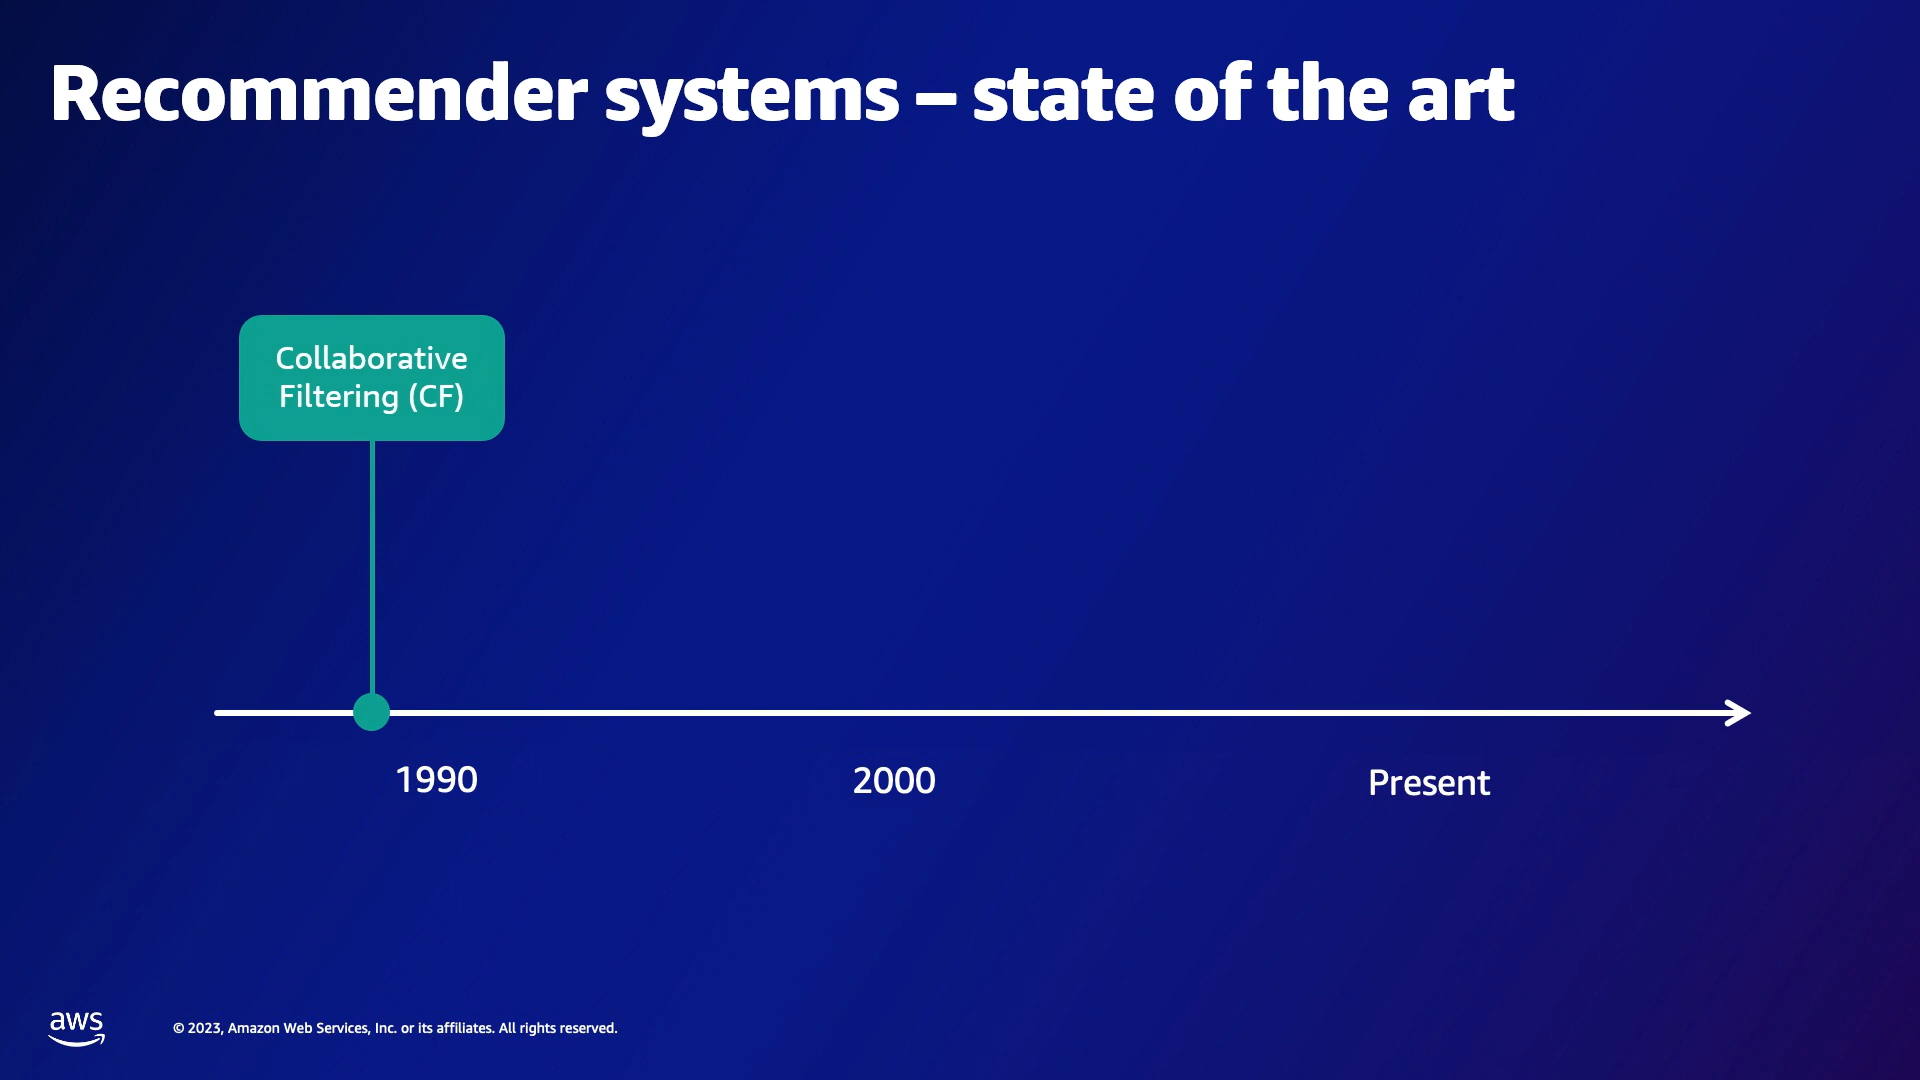 Recommender systems – state of the art
Collaborative
Filtering (CF)
1990
2000
Present
aws
© 2023, Amazon Web Services, Inc. or its affiliates. All rights reserved.